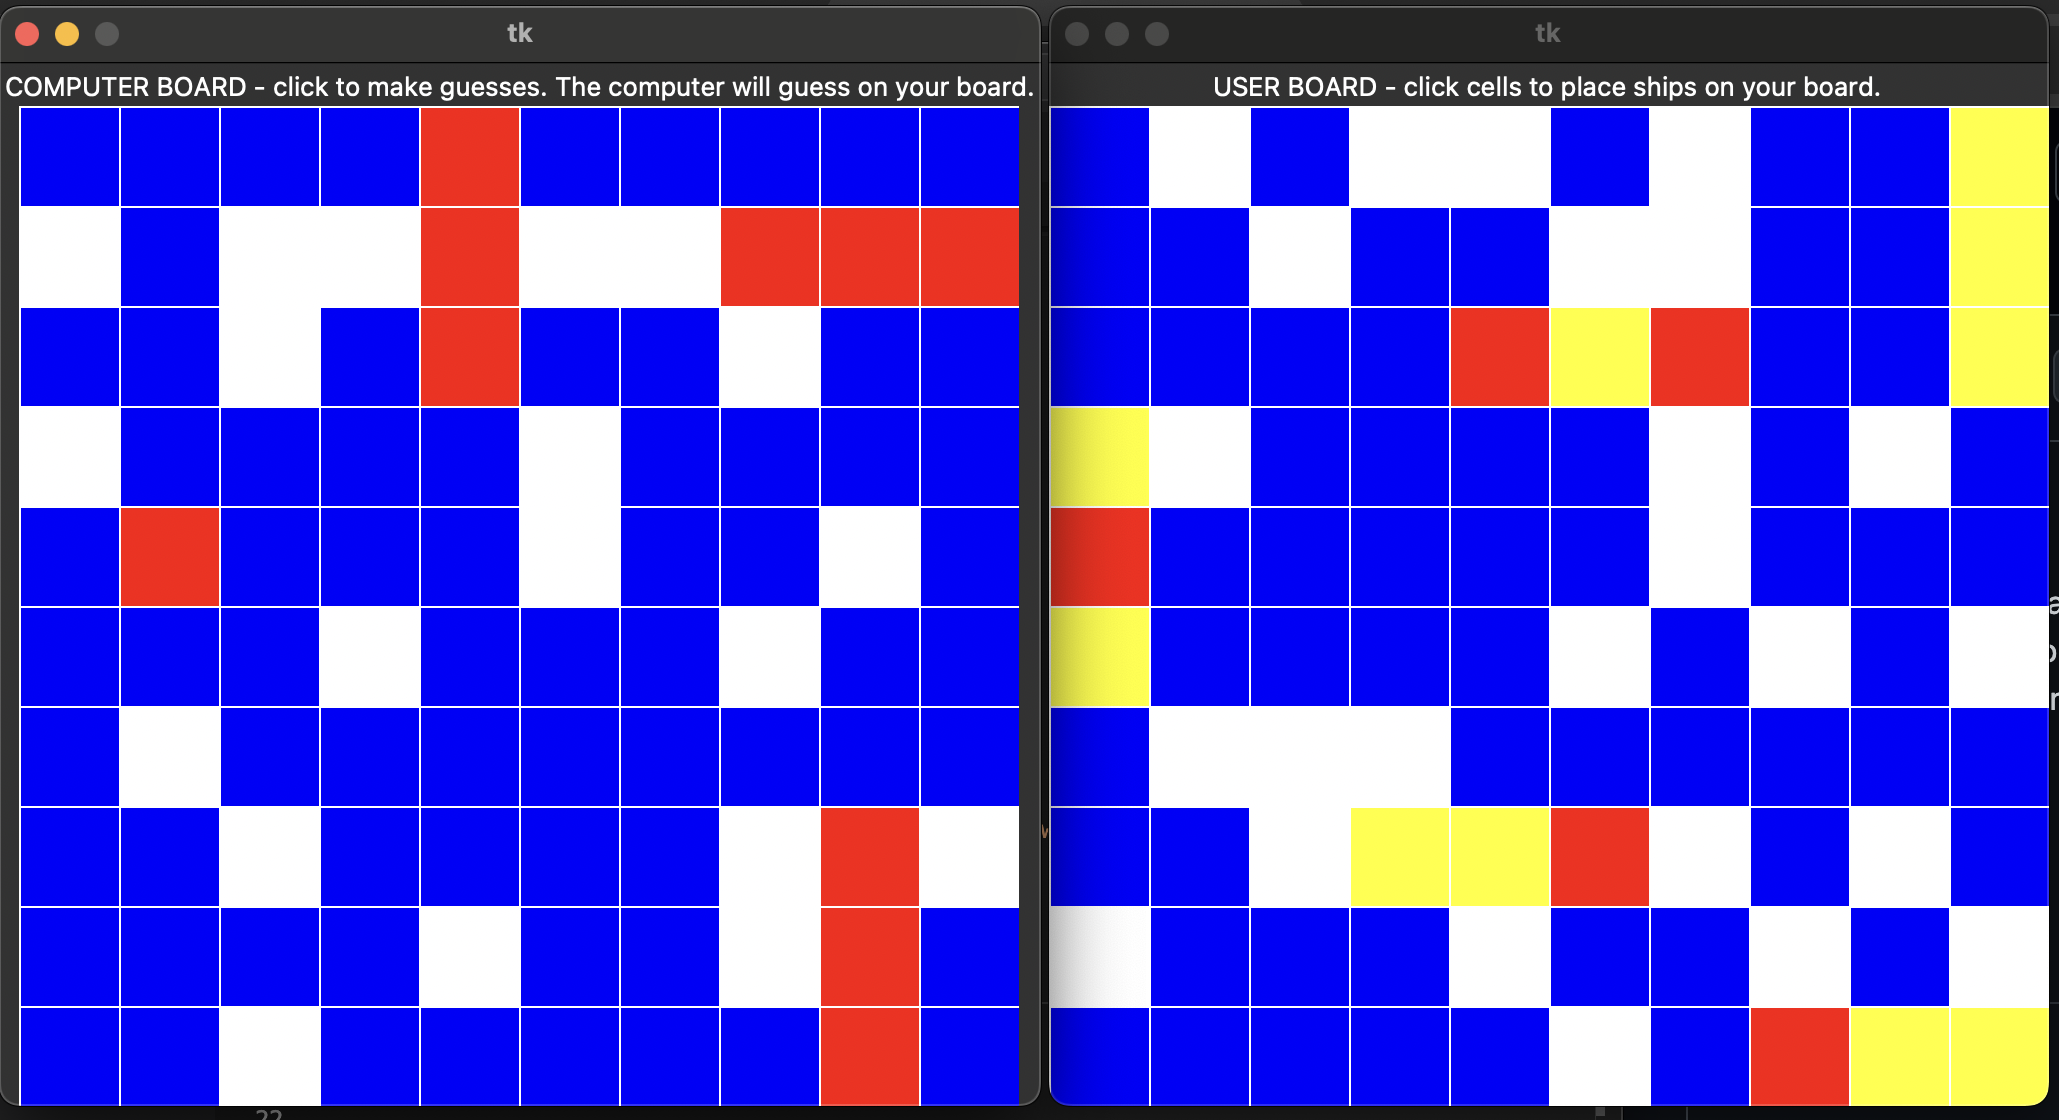 tk
COMPUTER BOARD - click to make guesses. The computer will guess on your board.
tk
USER BOARD - click cells to place ships on your board.
22